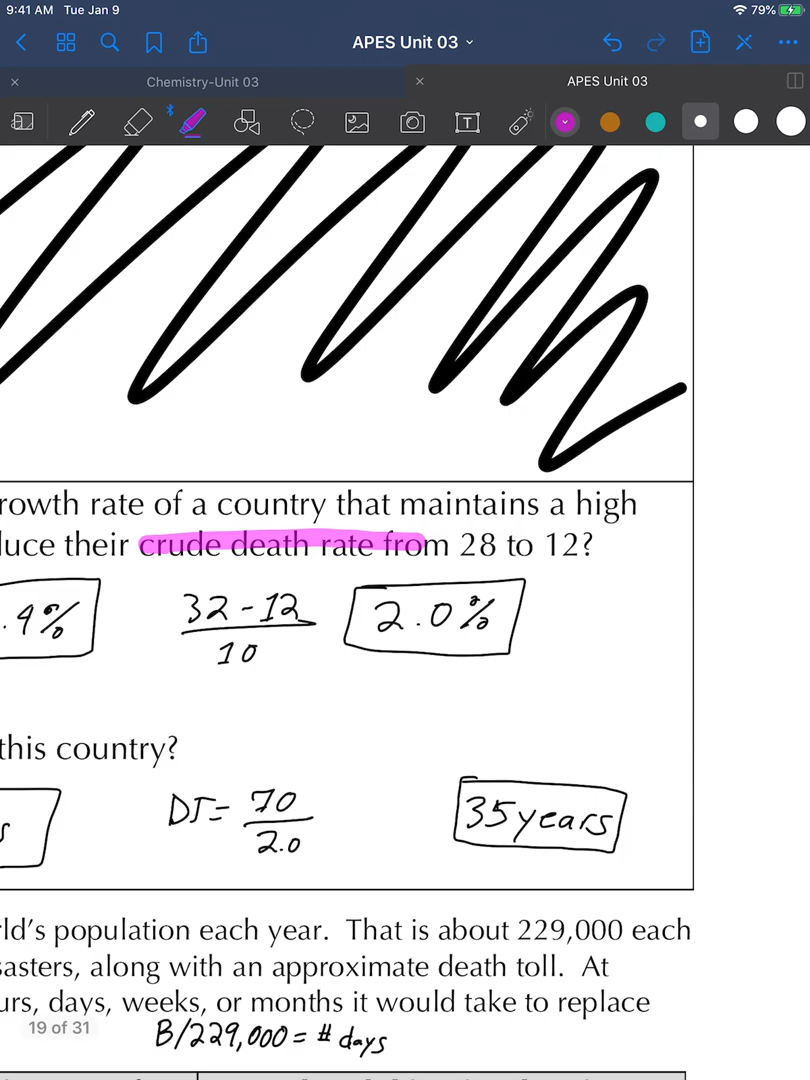 9:41 AM Tue Jan 9
79%
APES Unit 03
Chemistry-Unit 03
APES Unit 03
T
rowth rate of a country that maintains a high
luce their crude death rate from 28 to 12?
.4%
32-12
10
2.0%
this country?
s
DT= 70
2.0
35 years
rld's population each year. That is about 229,000 each
sasters, along with an approximate death toll. At
urs, days, weeks, or months it would take to replace
19 of 31
B/229,000 = # days